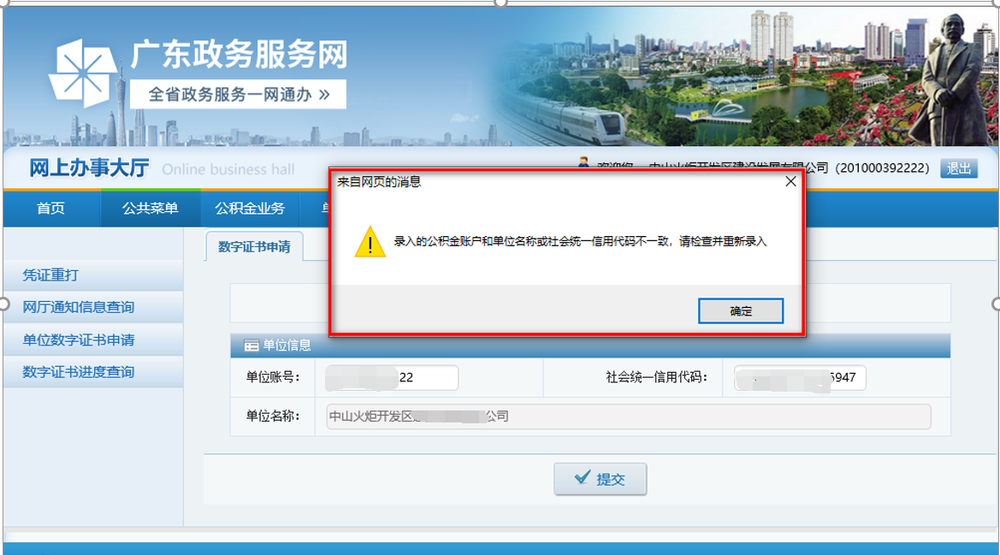 广东政务服务网
全省政务服务一网通办 »
网上办事大厅 Online business hall
中山火炬开发区建设发展有限公司 (201000392222) 退出
首页 公共菜单 公积金业务
来自网页的消息
录入的公积金账户和单位名称或社会统一信用代码不一致，请检查并重新录入
确定
数字证书申请
凭证重打
网厅通知信息查询
单位数字证书申请
数字证书进度查询
单位信息
单位账号： 22 社会统一信用代码： 5947
单位名称： 中山火炬开发区 公司
提交